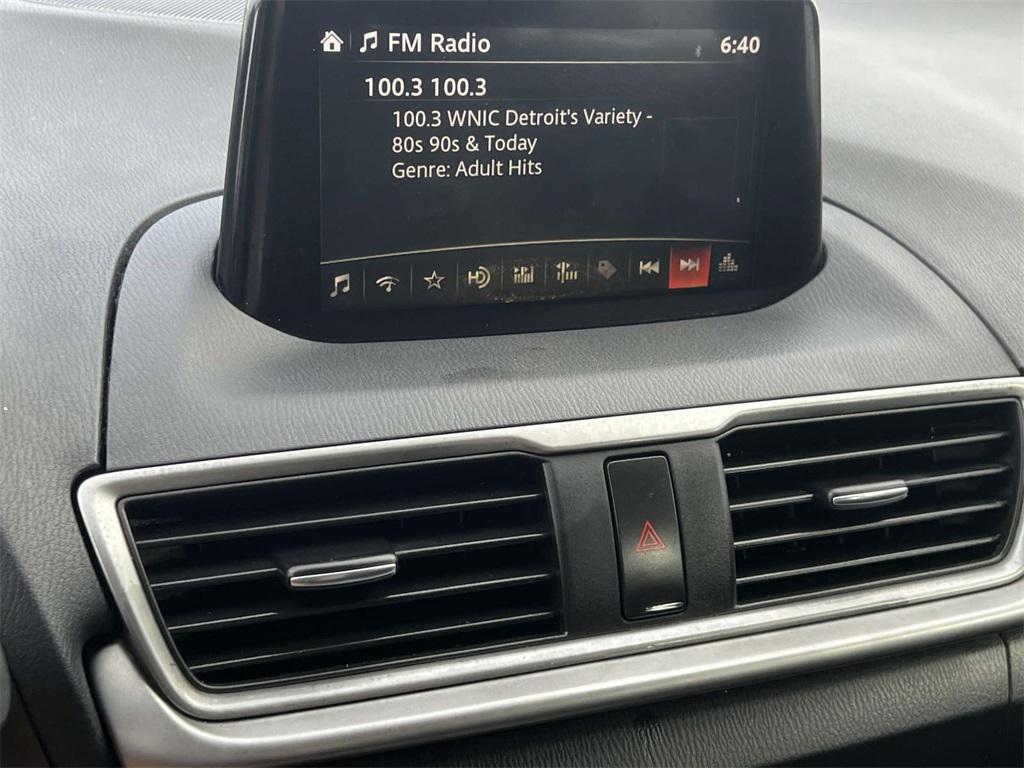 FM Radio
6:40
100.3 100.3
100.3 WNIC Detroit's Variety -
80s 90s & Today
Genre: Adult Hits
HD